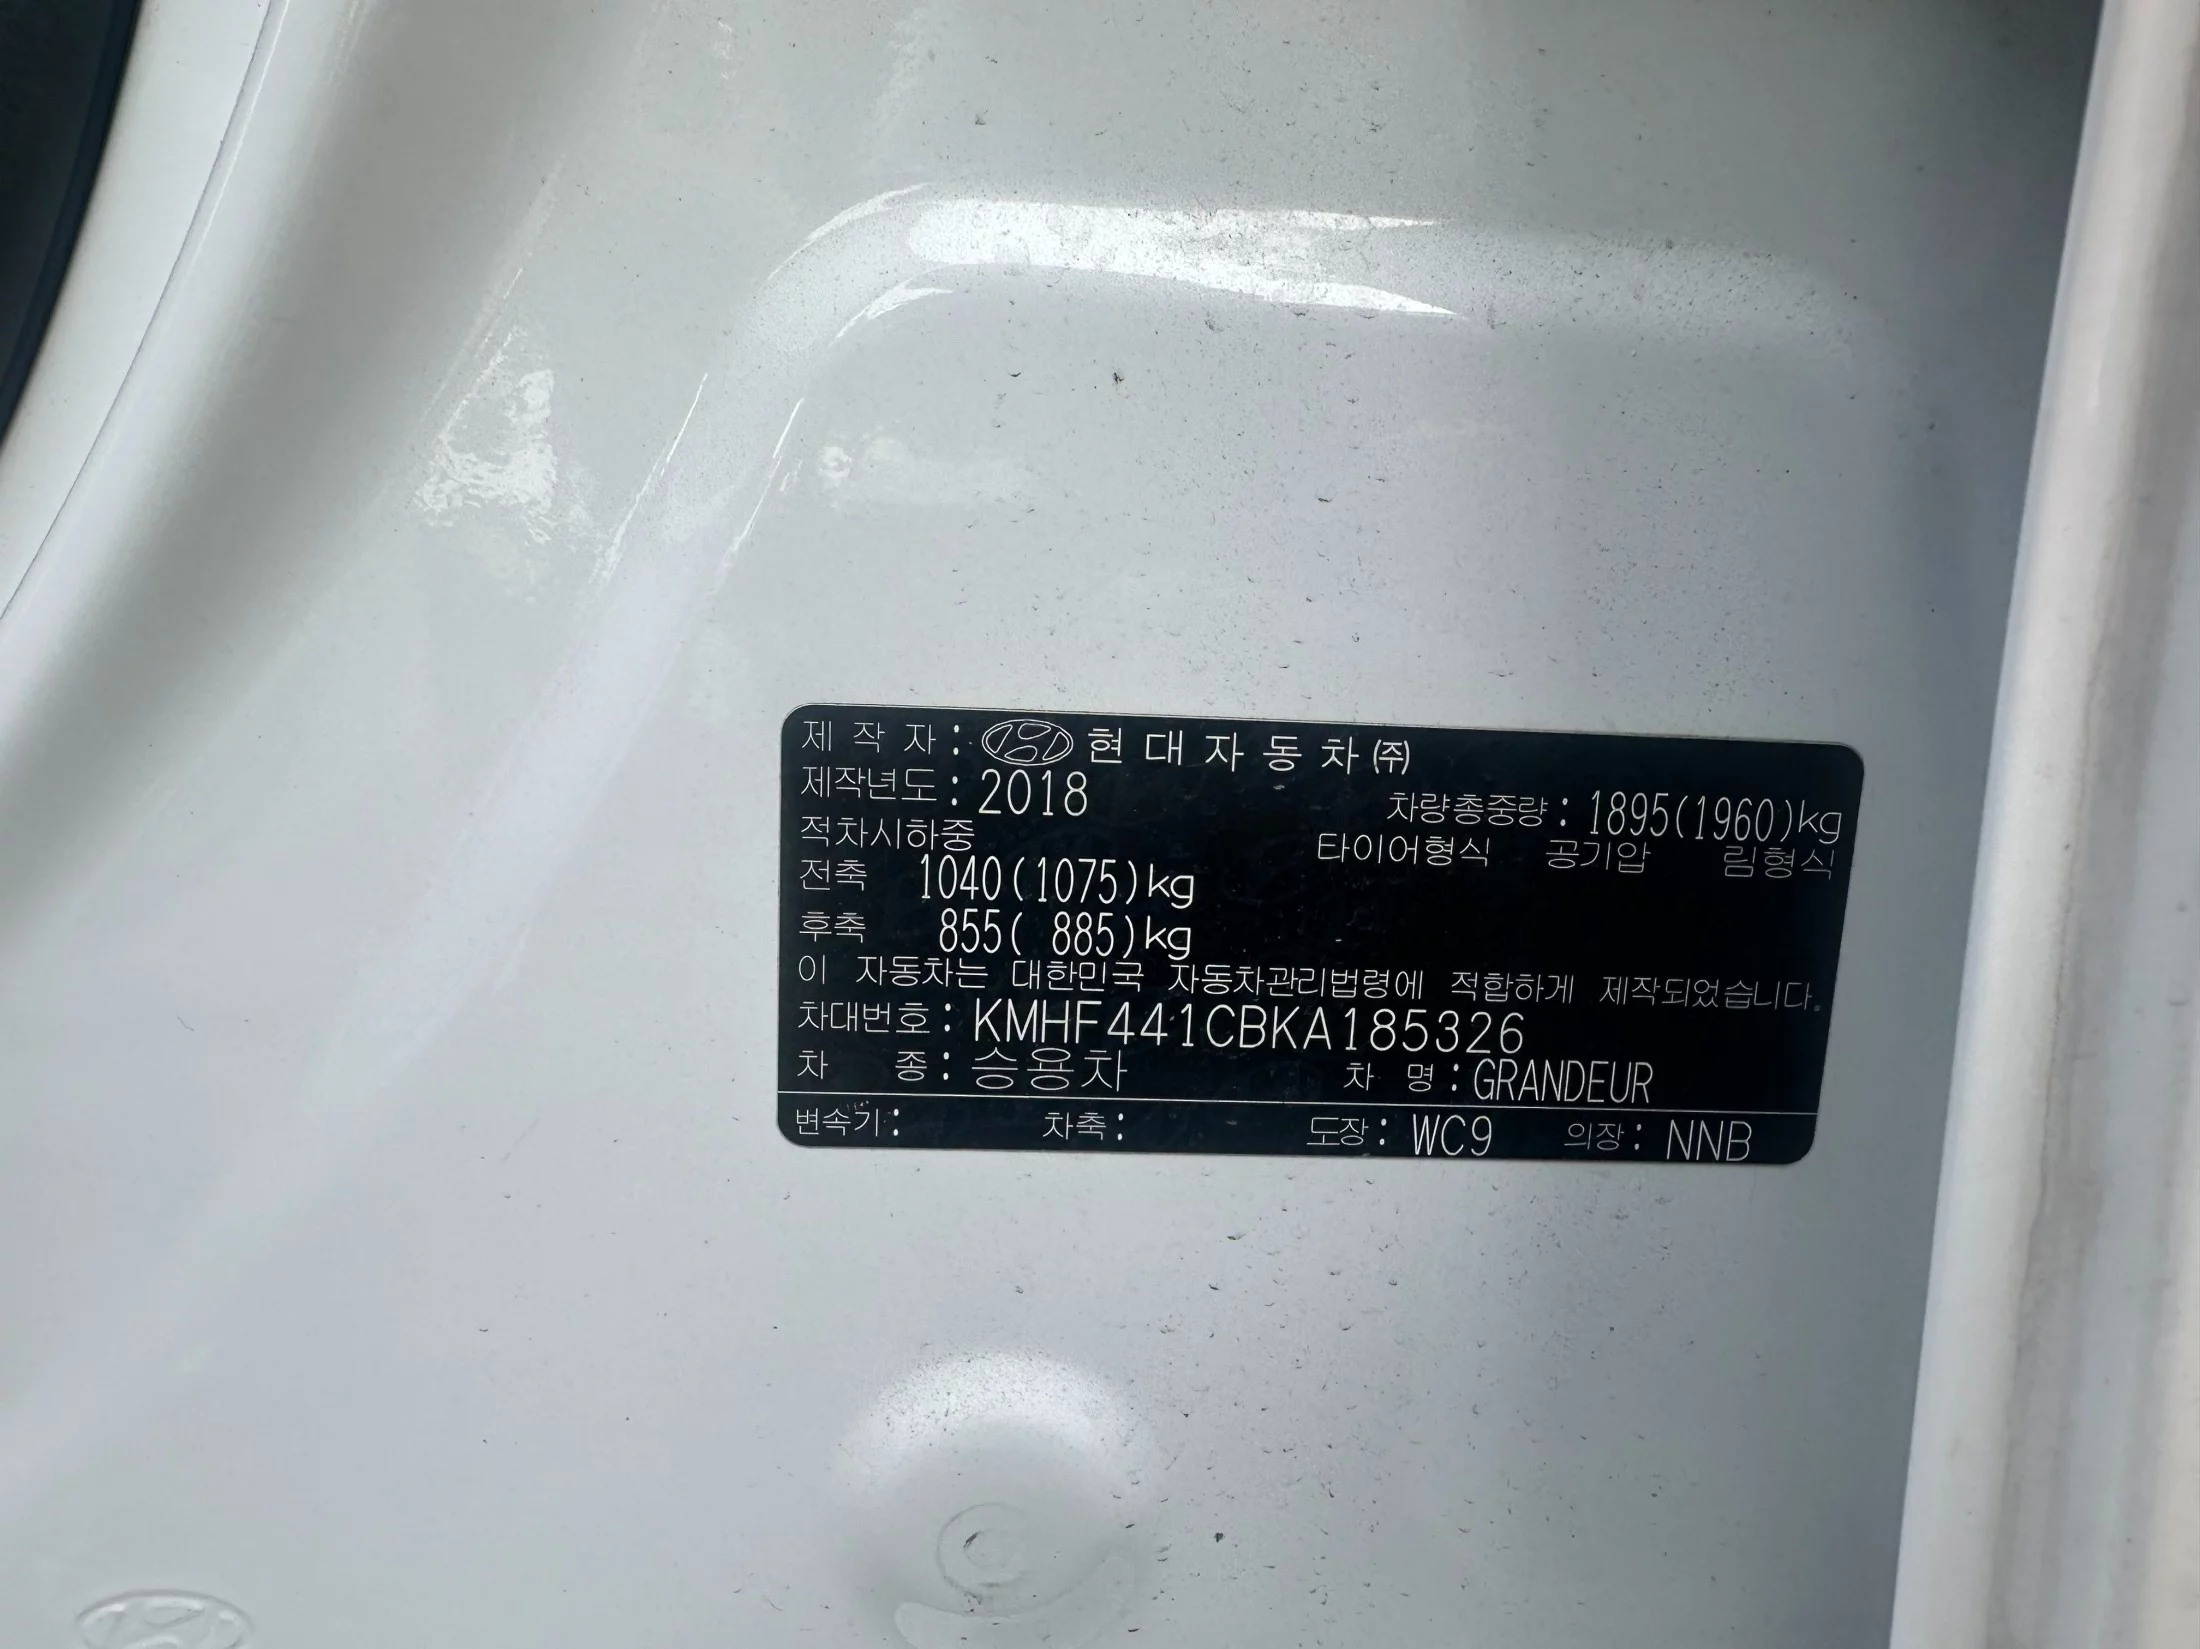 제 작 자 : 현 대 자 동 차 ㈜
제작년도 : 2018 차량총중량 : 1895(1960)kg
적차시하중 타이어형식 공기압 림형식
전축 1040(1075)kg
후축 855( 885)kg
이 자동차는 대한민국 자동차관리법령에 적합하게 제작되었습니다.
차대번호 : KMHF441CBKA185326
차 종 : 승용차 차 명 : GRANDEUR
변속기 : 차축 : 도장 : WC9 의장 : NNB